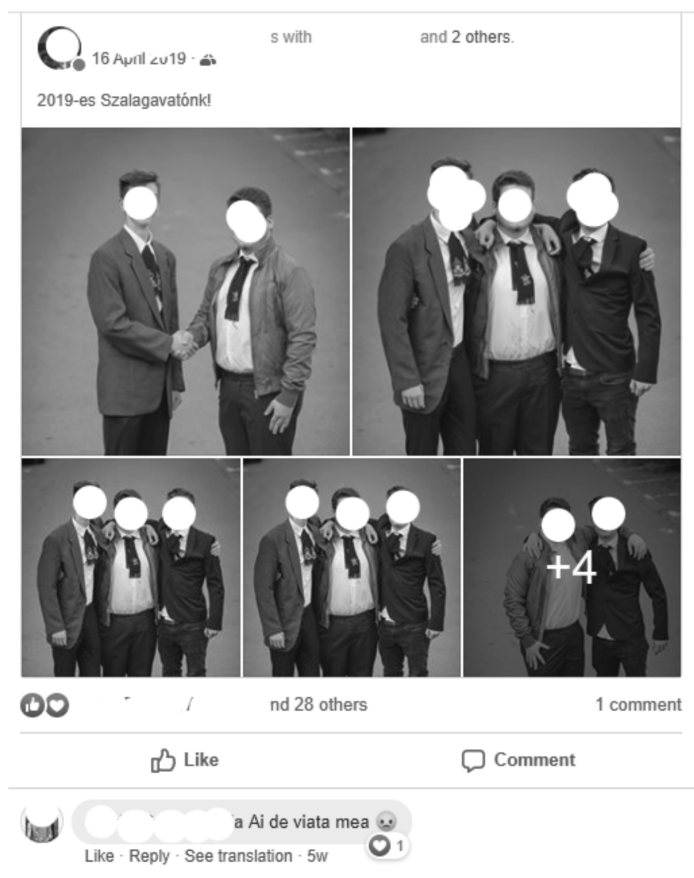 s with and 2 others.
16 April 2019 ·
2019-es Szalagavatónk!
+4
nd 28 others 1 comment
Like Comment
a Ai de viata mea
1
Like · Reply · See translation · 5w